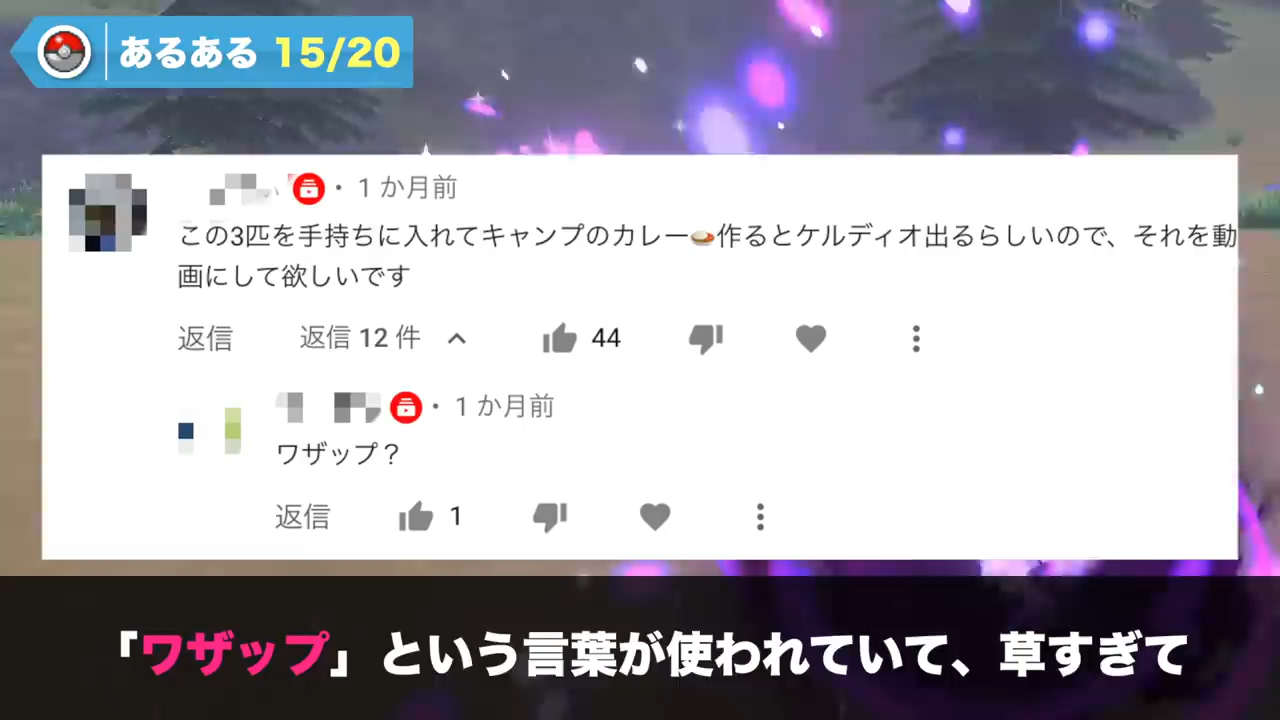 あるある 15/20
・ 1 か月前
この3匹を手持ちに入れてキャンプのカレー🍛作るとケルディオ出るらしいので、それを動
画にして欲しいです
返信 返信 12 件 44
・ 1 か月前
ワザップ？
返信 1
「ワザップ」という言葉が使われていて、草すぎて